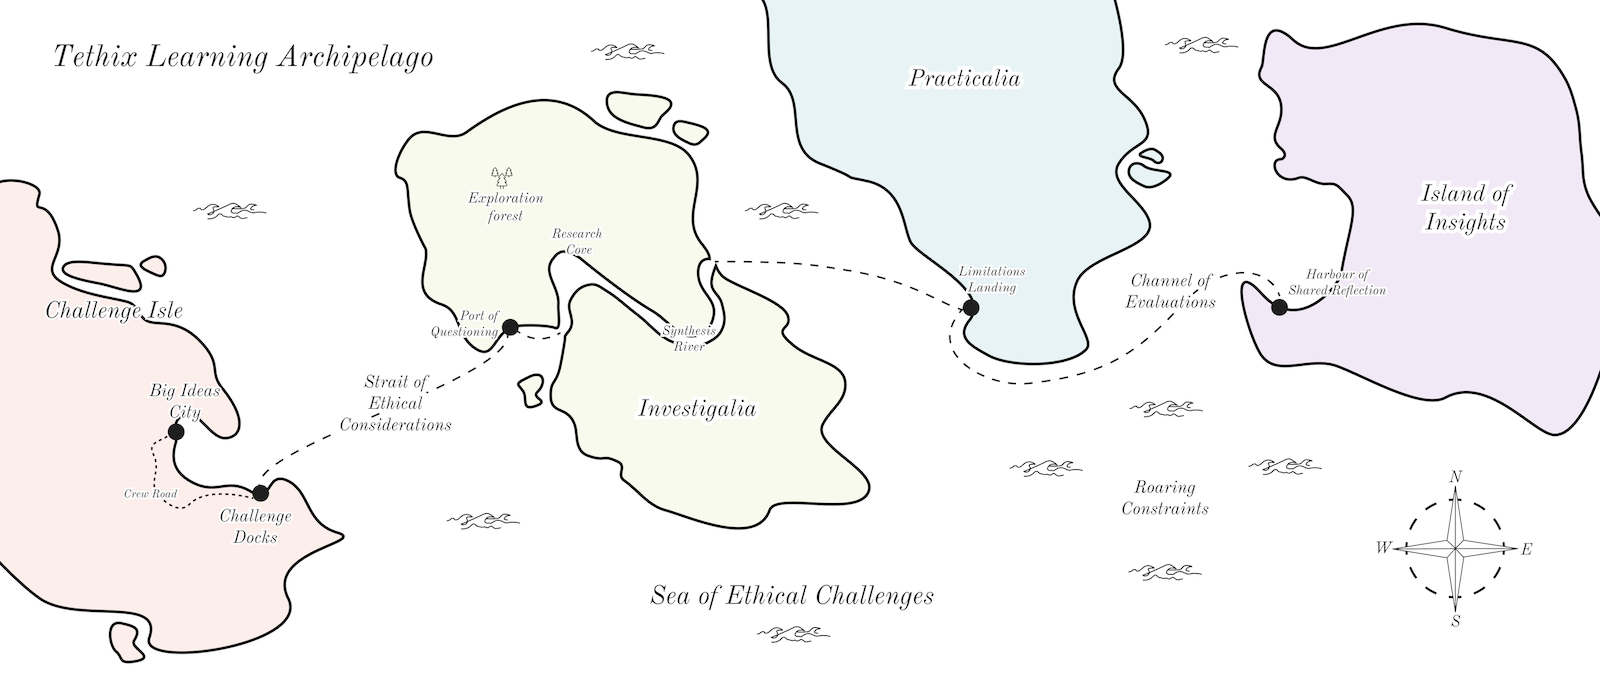 Tethix Learning Archipelago
Practicalia
Island of
Insights
Exploration
forest
Research
Cove
Limitations
Landing
Channel of
Evaluations
Harbour of
Shared Reflection
Challenge Isle
Port of
Questioning
Synthesis
River
Strait of
Ethical
Considerations
Big Ideas
City
Investigalia
Crew Road
Challenge
Docks
Roaring
Constraints
N
W
E
S
Sea of Ethical Challenges